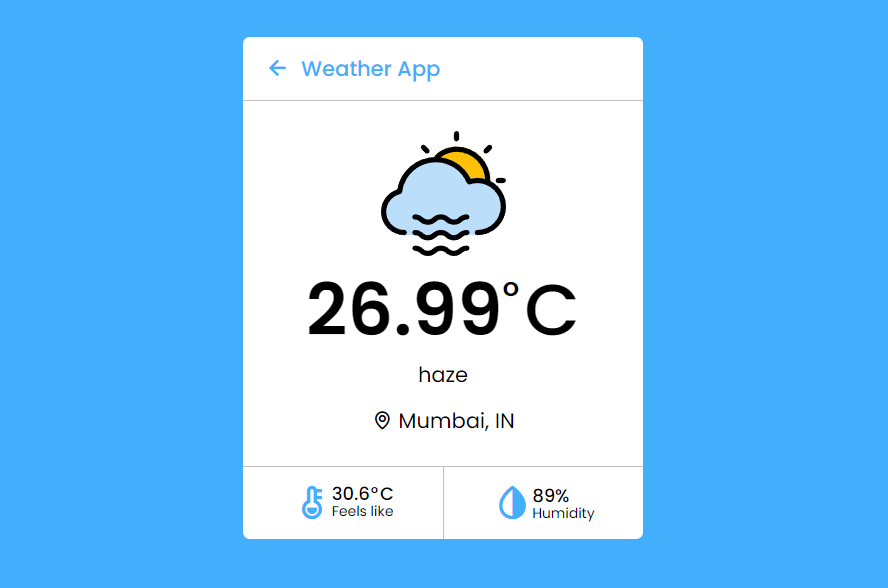 Weather App
26.99°C
haze
Mumbai, IN
30.6°C
Feels like
89%
Humidity